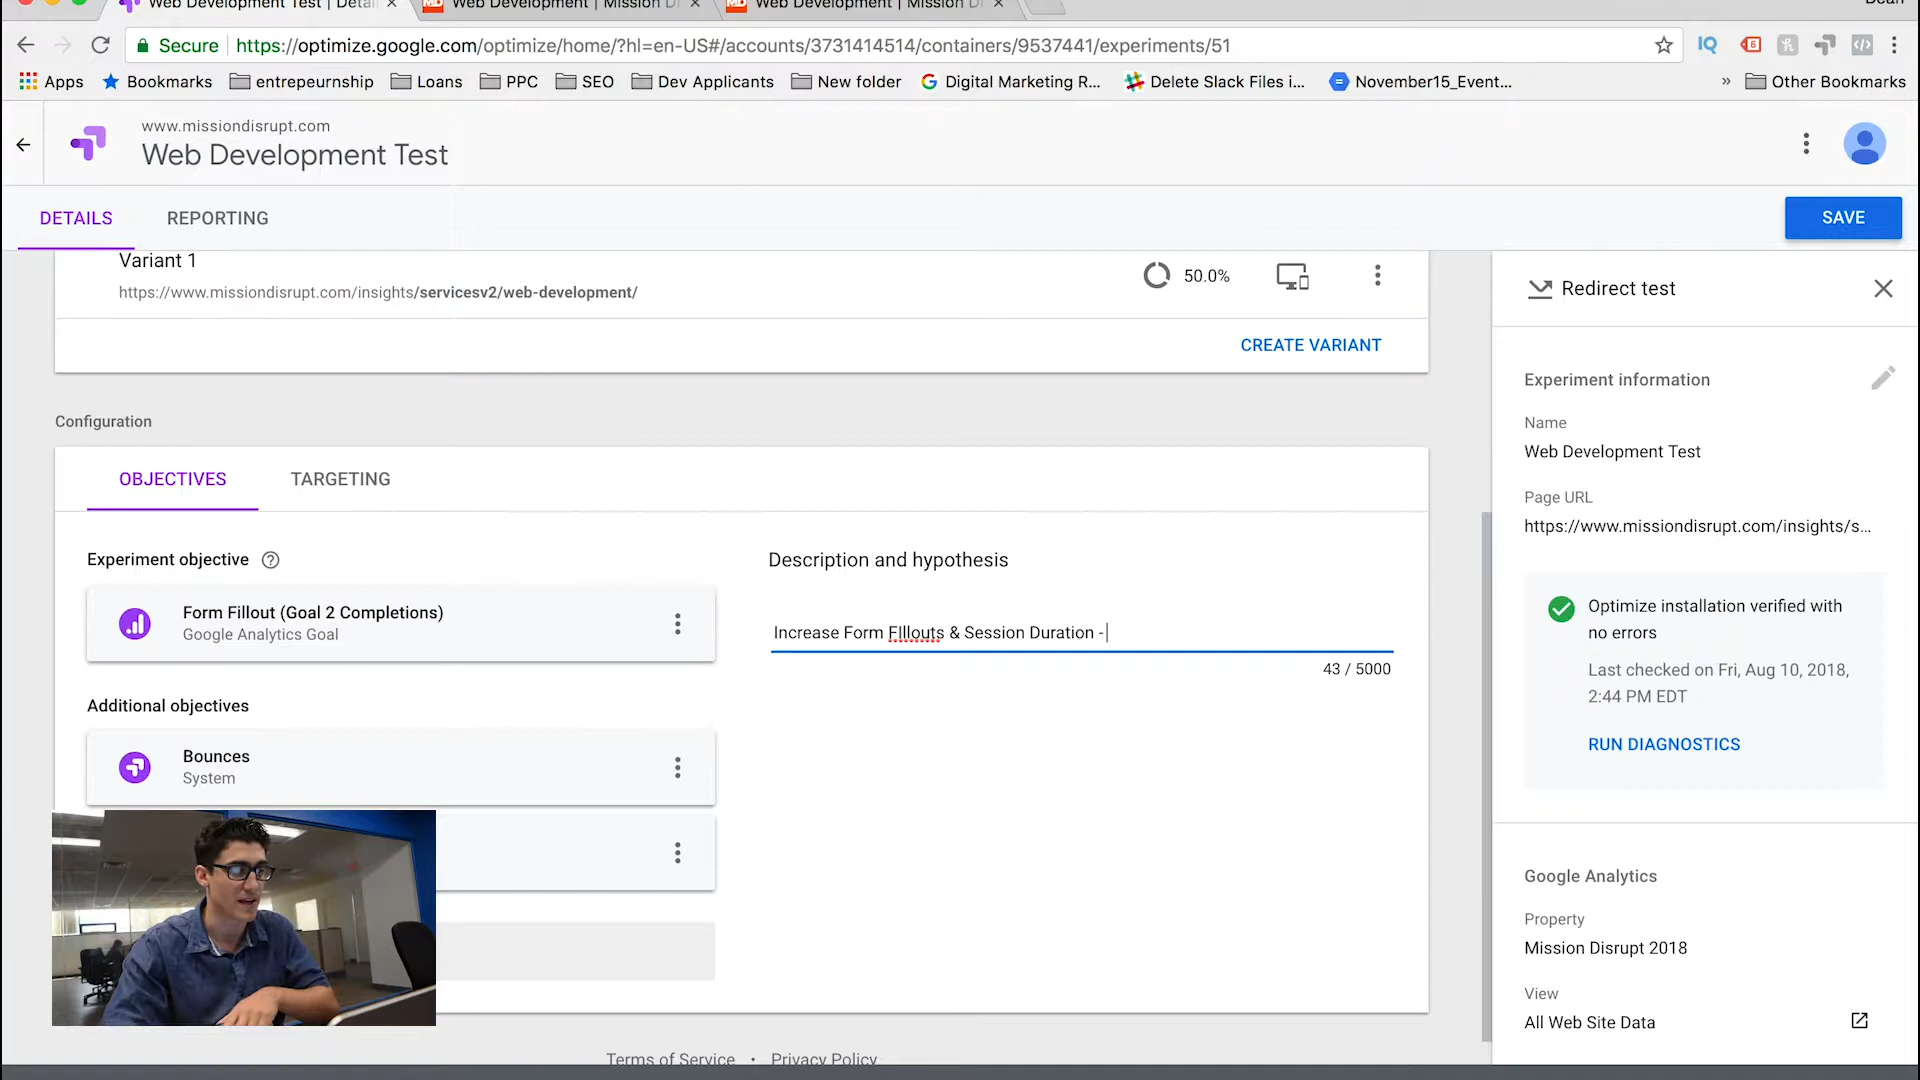 Web Development Test | Detai
Web Development | Mission Di
Web Development | Mission Di
Dean
Secure https://optimize.google.com/optimize/home/?hl=en-US#/accounts/3731414514/containers/9537441/experiments/51
IQ
6
Apps
Bookmarks
entrepeurnship
Loans
PPC
SEO
Dev Applicants
New folder
Digital Marketing R...
Delete Slack Files i...
November15_Event...
»
Other Bookmarks
www.missiondisrupt.com
Web Development Test
DETAILS
REPORTING
SAVE
Variant 1
https://www.missiondisrupt.com/insights/servicesv2/web-development/
50.0%
CREATE VARIANT
Configuration
OBJECTIVES
TARGETING
Experiment objective
Form Fillout (Goal 2 Completions)
Google Analytics Goal
Additional objectives
Bounces
System
Description and hypothesis
Increase Form FIllouts & Session Duration -
43 / 5000
Redirect test
Experiment information
Name
Web Development Test
Page URL
https://www.missiondisrupt.com/insights/s...
Optimize installation verified with
no errors
Last checked on Fri, Aug 10, 2018,
2:44 PM EDT
RUN DIAGNOSTICS
Google Analytics
Property
Mission Disrupt 2018
View
All Web Site Data
Terms of Service • Privacy Policy